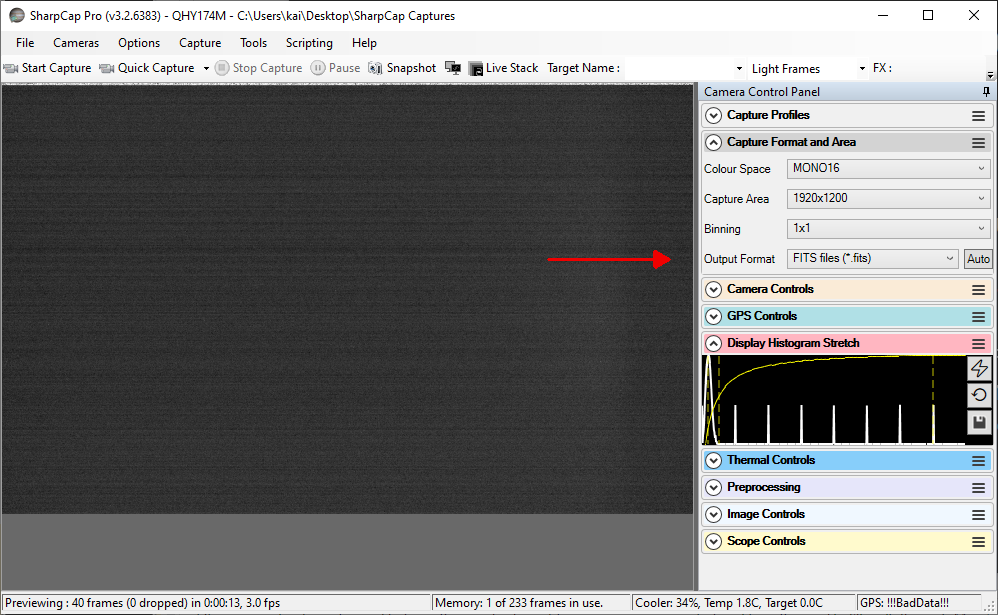 SharpCap Pro (v3.2.6383) - QHY174M - C:\Users\kai\Desktop\SharpCap Captures
File Cameras Options Capture Tools Scripting Help
Start Capture Quick Capture Stop Capture Pause Snapshot Live Stack Target Name : Light Frames FX :
Camera Control Panel
Capture Profiles
Capture Format and Area
Colour Space MONO16
Capture Area 1920x1200
Binning 1x1
Output Format FITS files (*.fits) Auto
Camera Controls
GPS Controls
Display Histogram Stretch
Thermal Controls
Preprocessing
Image Controls
Scope Controls
Previewing : 40 frames (0 dropped) in 0:00:13, 3.0 fps Memory: 1 of 233 frames in use. Cooler: 34%, Temp 1.8C, Target 0.0C GPS: !!!BadData!!!